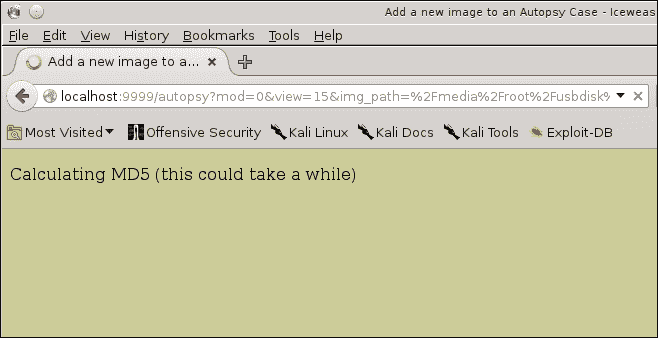 Add a new image to an Autopsy Case - Iceweas
File Edit View History Bookmarks Tools Help
Add a new image to a...
localhost:9999/autopsy?mod=0&view=15&img_path=%2Fmedia%2Froot%2Fusbdisk%
Most Visited Offensive Security Kali Linux Kali Docs Kali Tools Exploit-DB
Calculating MD5 (this could take a while)